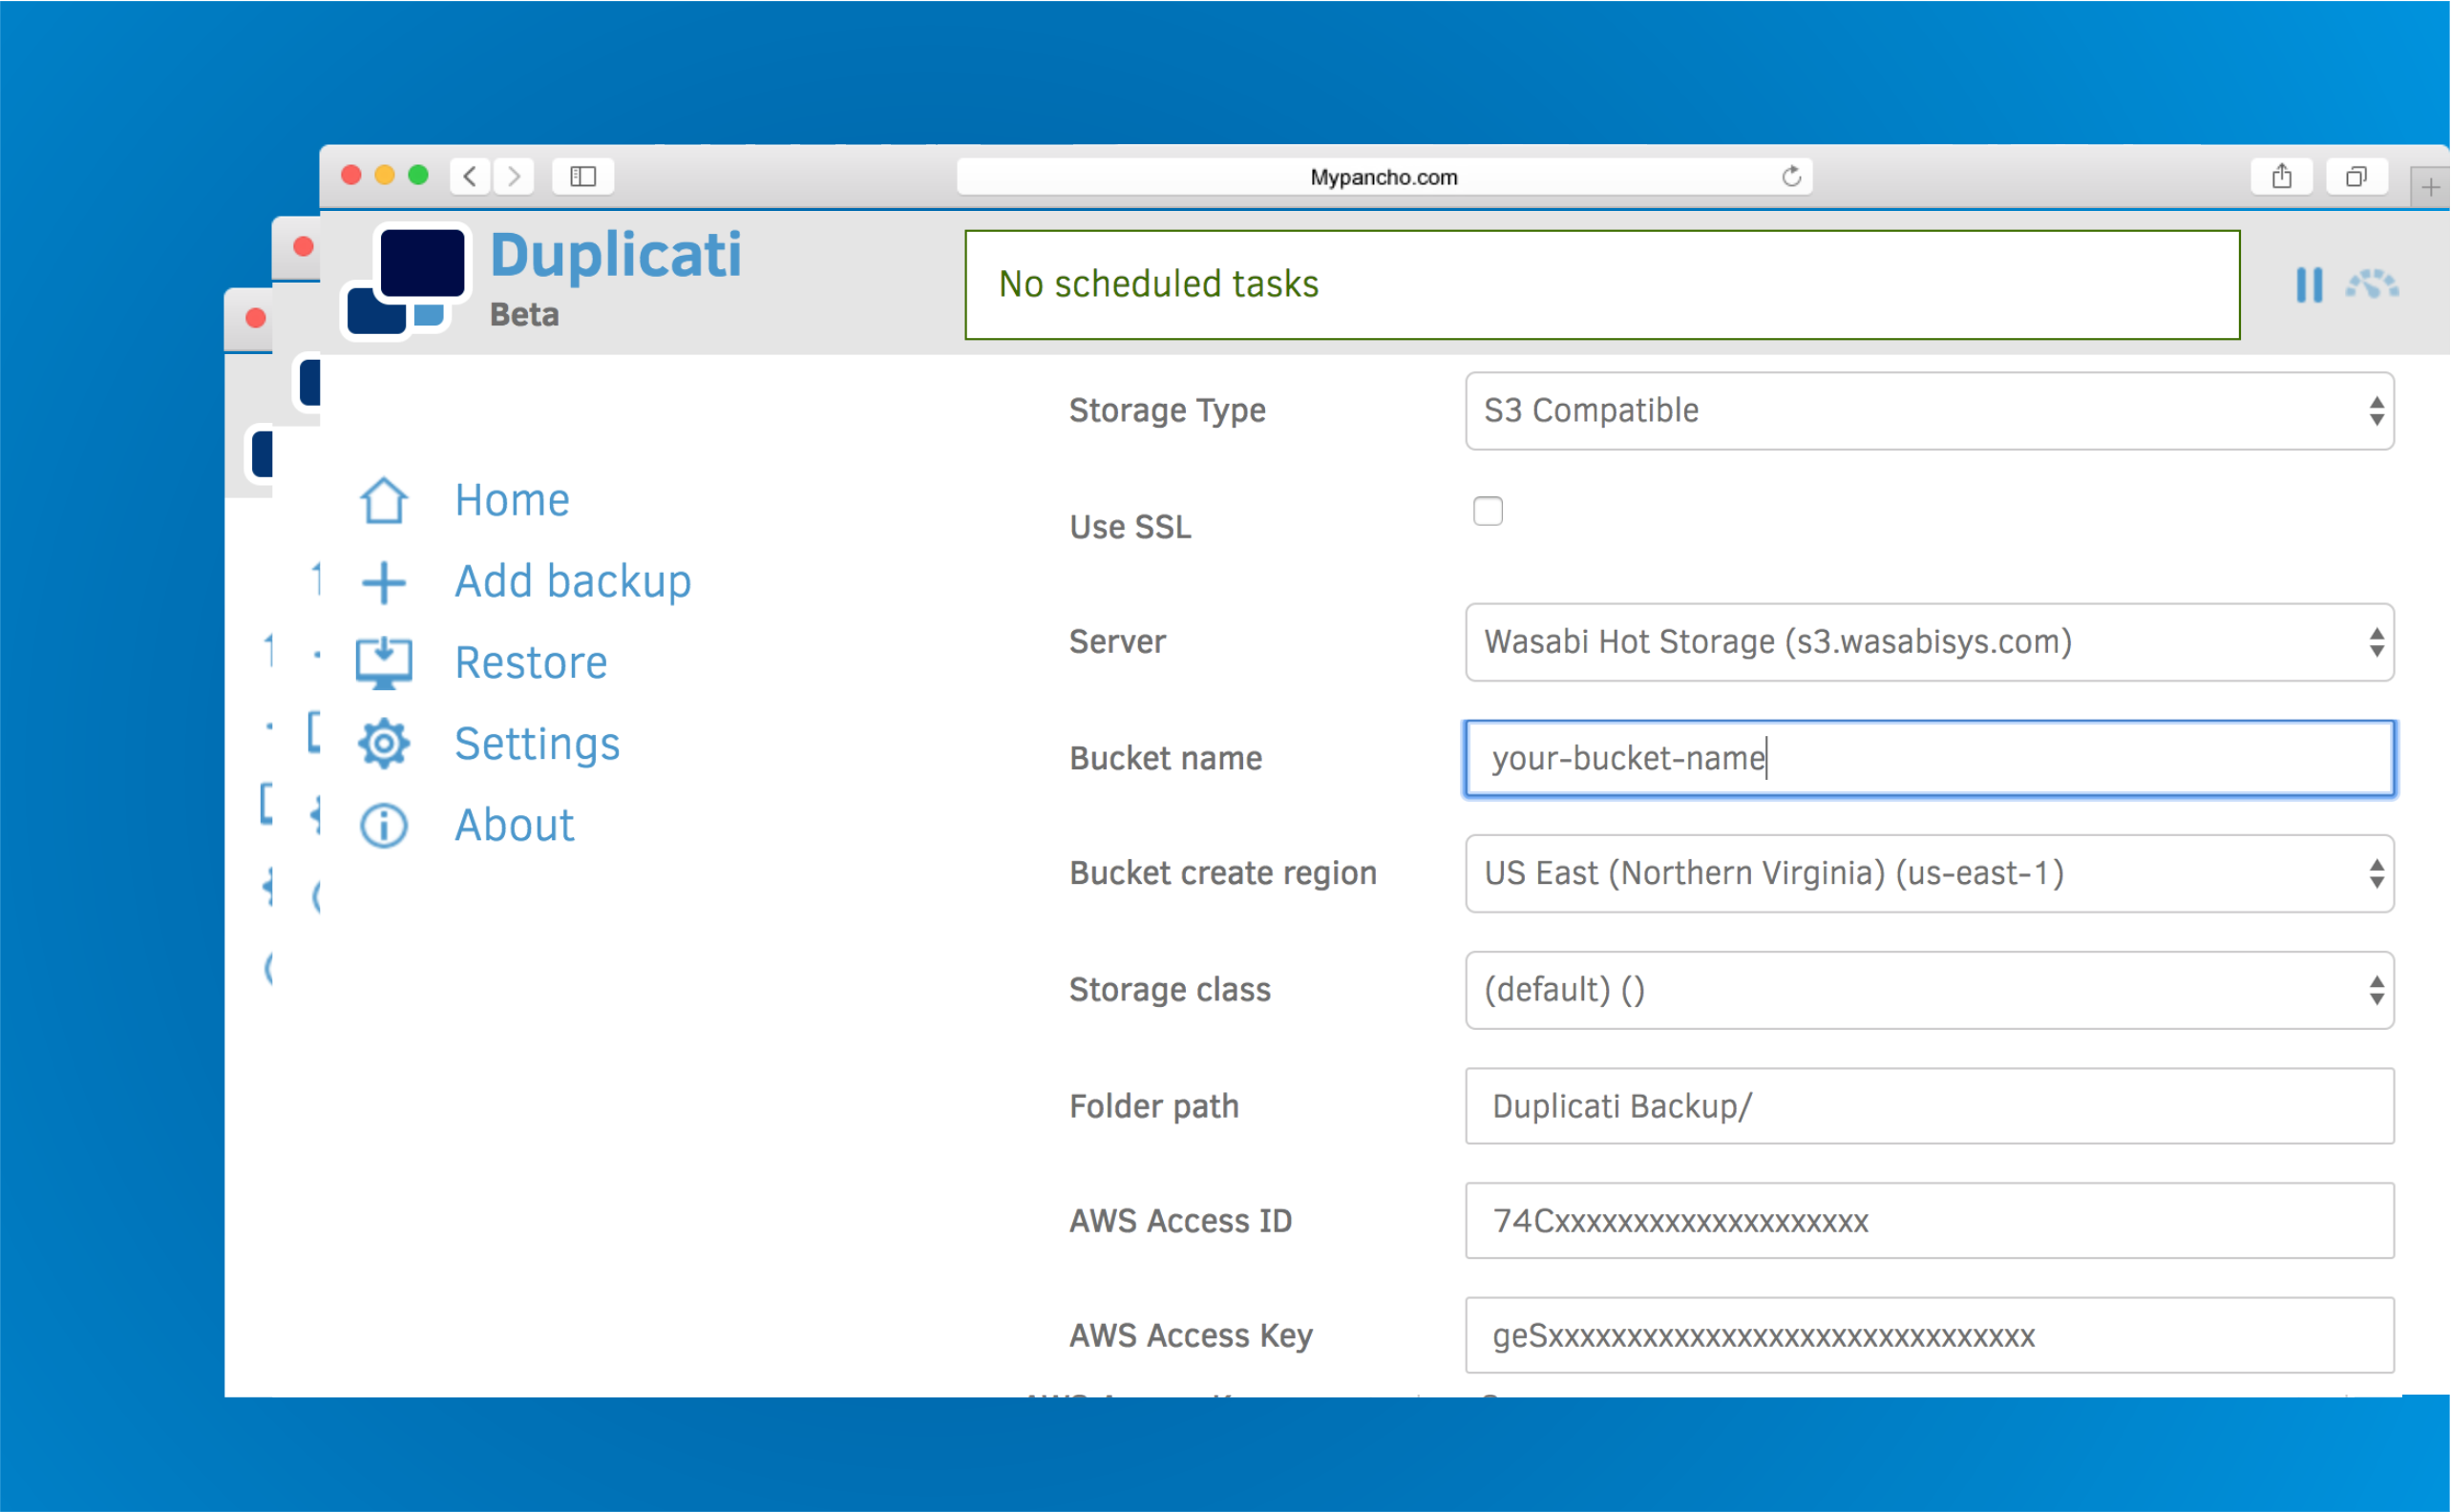 Mypancho.com
Duplicati
Beta
No scheduled tasks
Home
Add backup
Restore
Settings
About
Storage Type
S3 Compatible
Use SSL
Server
Wasabi Hot Storage (s3.wasabisys.com)
Bucket name
your-bucket-name
Bucket create region
US East (Northern Virginia) (us-east-1)
Storage class
(default) ()
Folder path
Duplicati Backup/
AWS Access ID
74Cxxxxxxxxxxxxxxxxxxxx
AWS Access Key
geSxxxxxxxxxxxxxxxxxxxxxxxxxxxxxxx